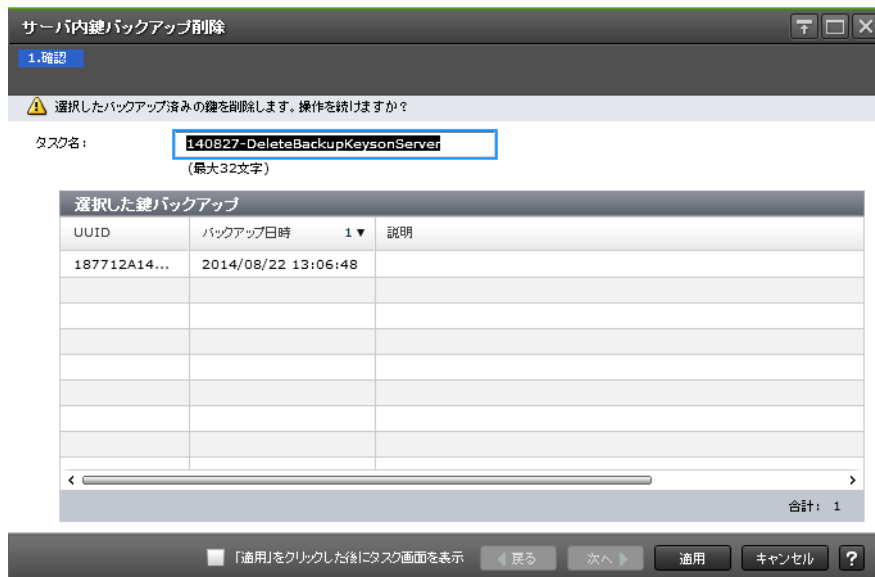 サーバ内鍵バックアップ削除
1.確認
選択したバックアップ済みの鍵を削除します。操作を続けますか？
タスク名： 140827-DeleteBackupKeysonServer
(最大32文字)
選択した鍵バックアップ
UUID バックアップ日時 1▼ 説明
187712A14... 2014/08/22 13:06:48
合計： 1
「適用」をクリックした後にタスク画面を表示 ◀戻る 次へ▶ 適用 キャンセル ?